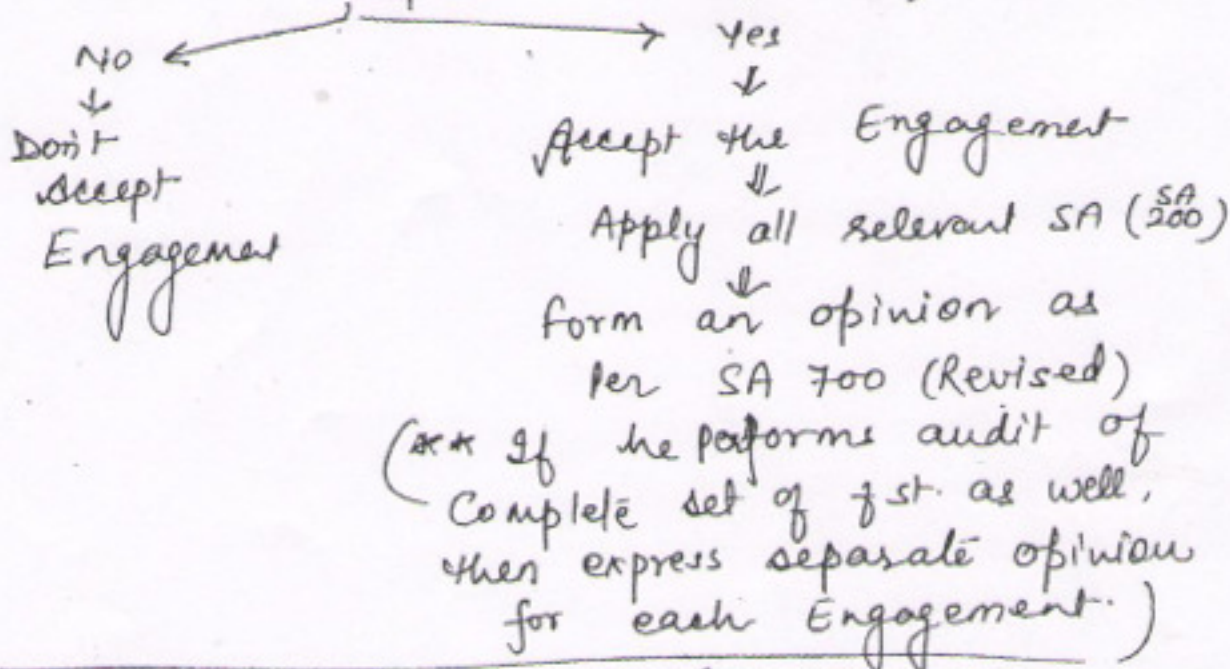 No
Yes
Don't
Accept
Engagement
Accept the Engagement
Apply all relevant SA (SA 200)
Form an opinion as
Per SA 700 (Revised)
(** If he performs audit of
Complete set of f st. as well,
then express separate opinion
for each Engagement.)